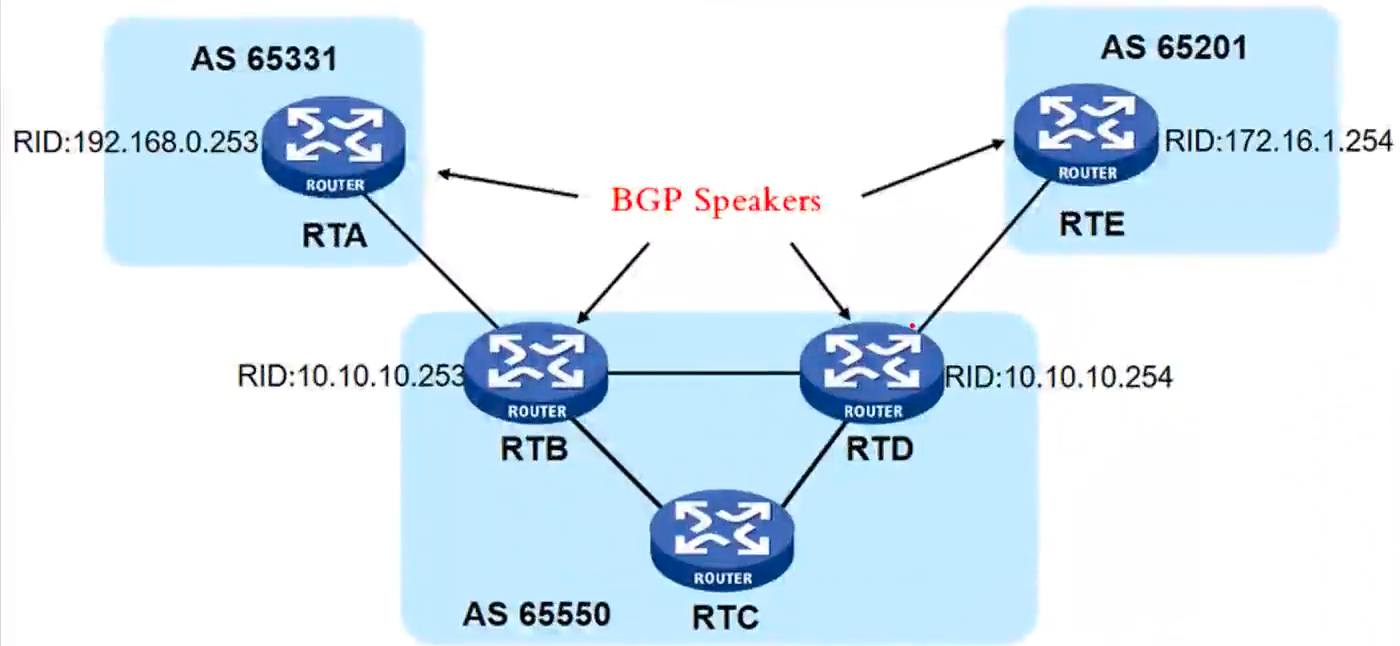 AS 65331
AS 65201
RID:192.168.0.253
ROUTER
RTA
BGP Speakers
ROUTER
RID:172.16.1.254
RTE
RID:10.10.10.253
ROUTER
RTB
ROUTER
RID:10.10.10.254
RTD
ROUTER
AS 65550
RTC